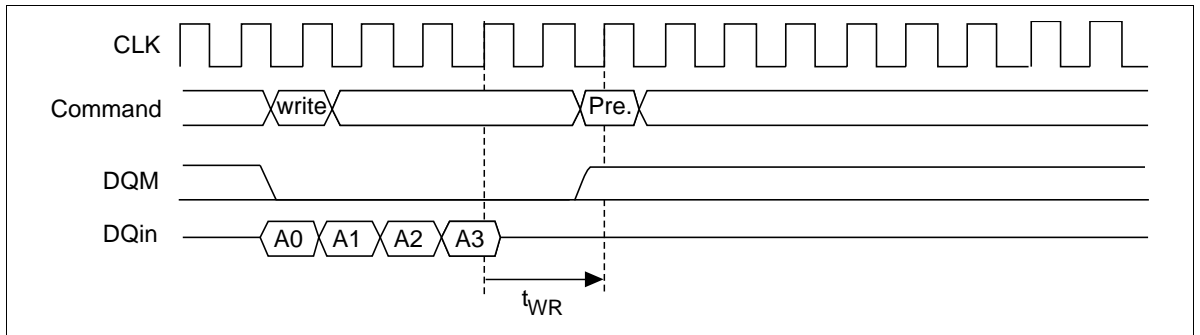 CLK
Command write Pre.
DQM
DQin A0 A1 A2 A3
tWR